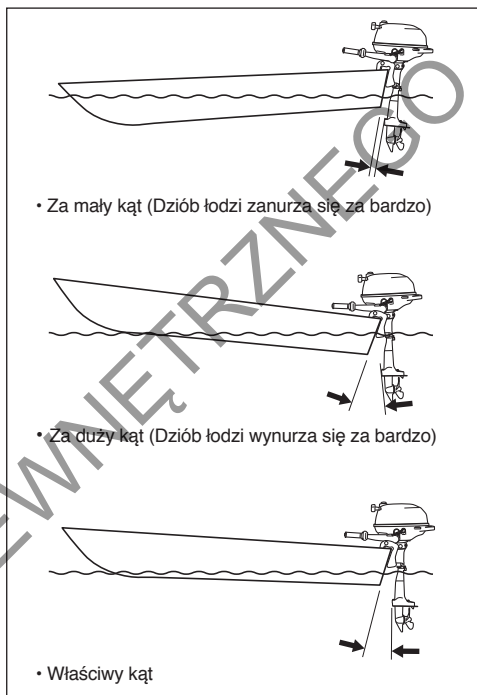 • Za mały kąt (Dziób łodzi zanurza się za bardzo)
• Za duży kąt (Dziób łodzi wynurza się za bardzo)
• Właściwy kąt
EWNĘTRZNEGO